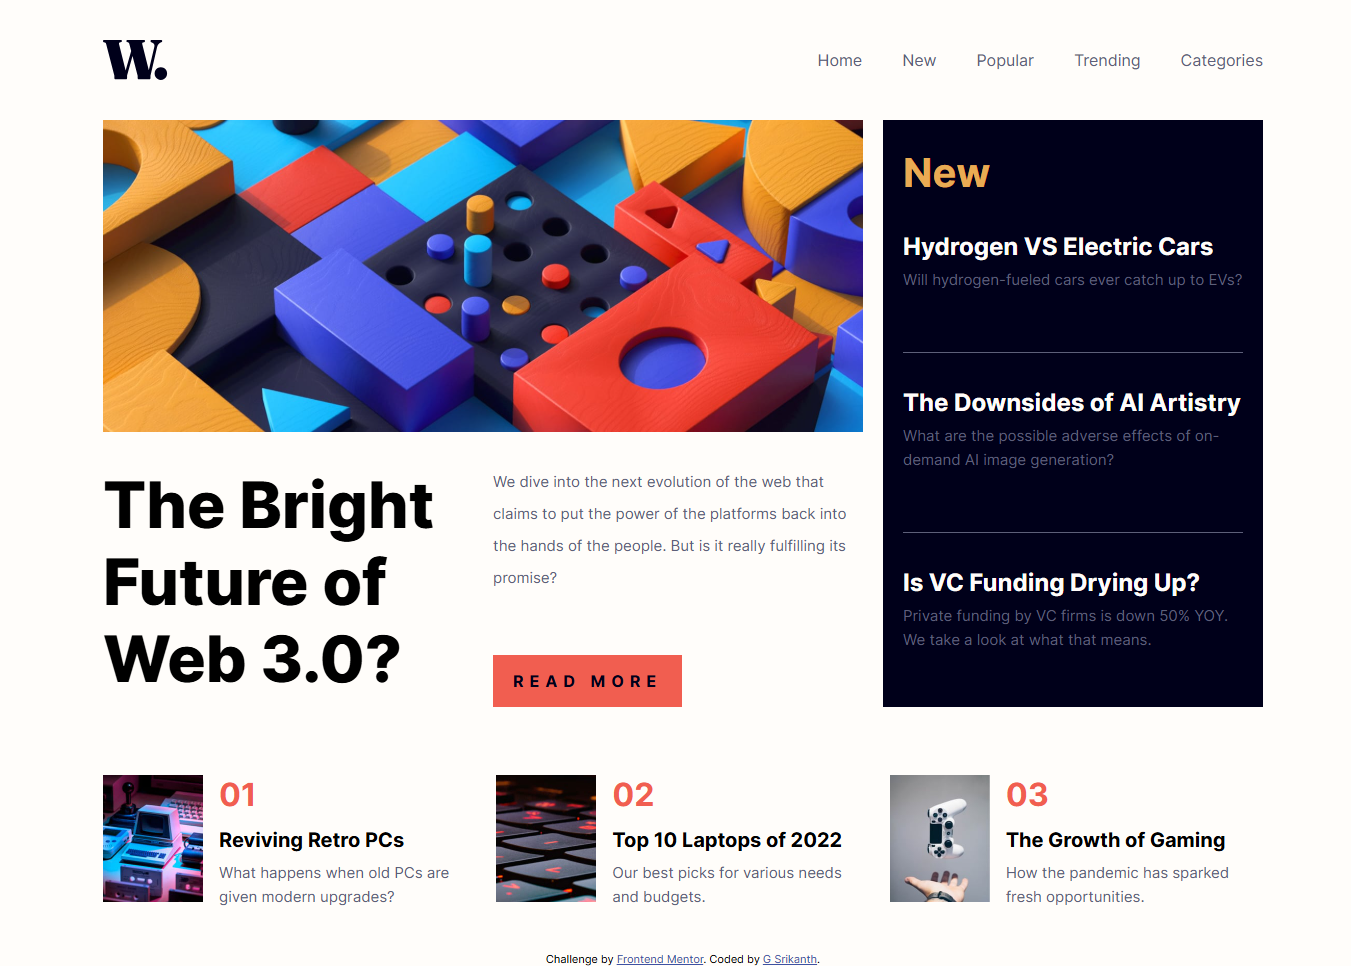 W.
Home New Popular Trending Categories
The Bright
Future of
Web 3.0?
We dive into the next evolution of the web that
claims to put the power of the platforms back into
the hands of the people. But is it really fulfilling its
promise?
READ MORE
New
Hydrogen VS Electric Cars
Will hydrogen-fueled cars ever catch up to EVs?
The Downsides of AI Artistry
What are the possible adverse effects of on-
demand AI image generation?
Is VC Funding Drying Up?
Private funding by VC firms is down 50% YOY.
We take a look at what that means.
01
Reviving Retro PCs
What happens when old PCs are
given modern upgrades?
02
Top 10 Laptops of 2022
Our best picks for various needs
and budgets.
03
The Growth of Gaming
How the pandemic has sparked
fresh opportunities.
Challenge by Frontend Mentor. Coded by G Srikanth.